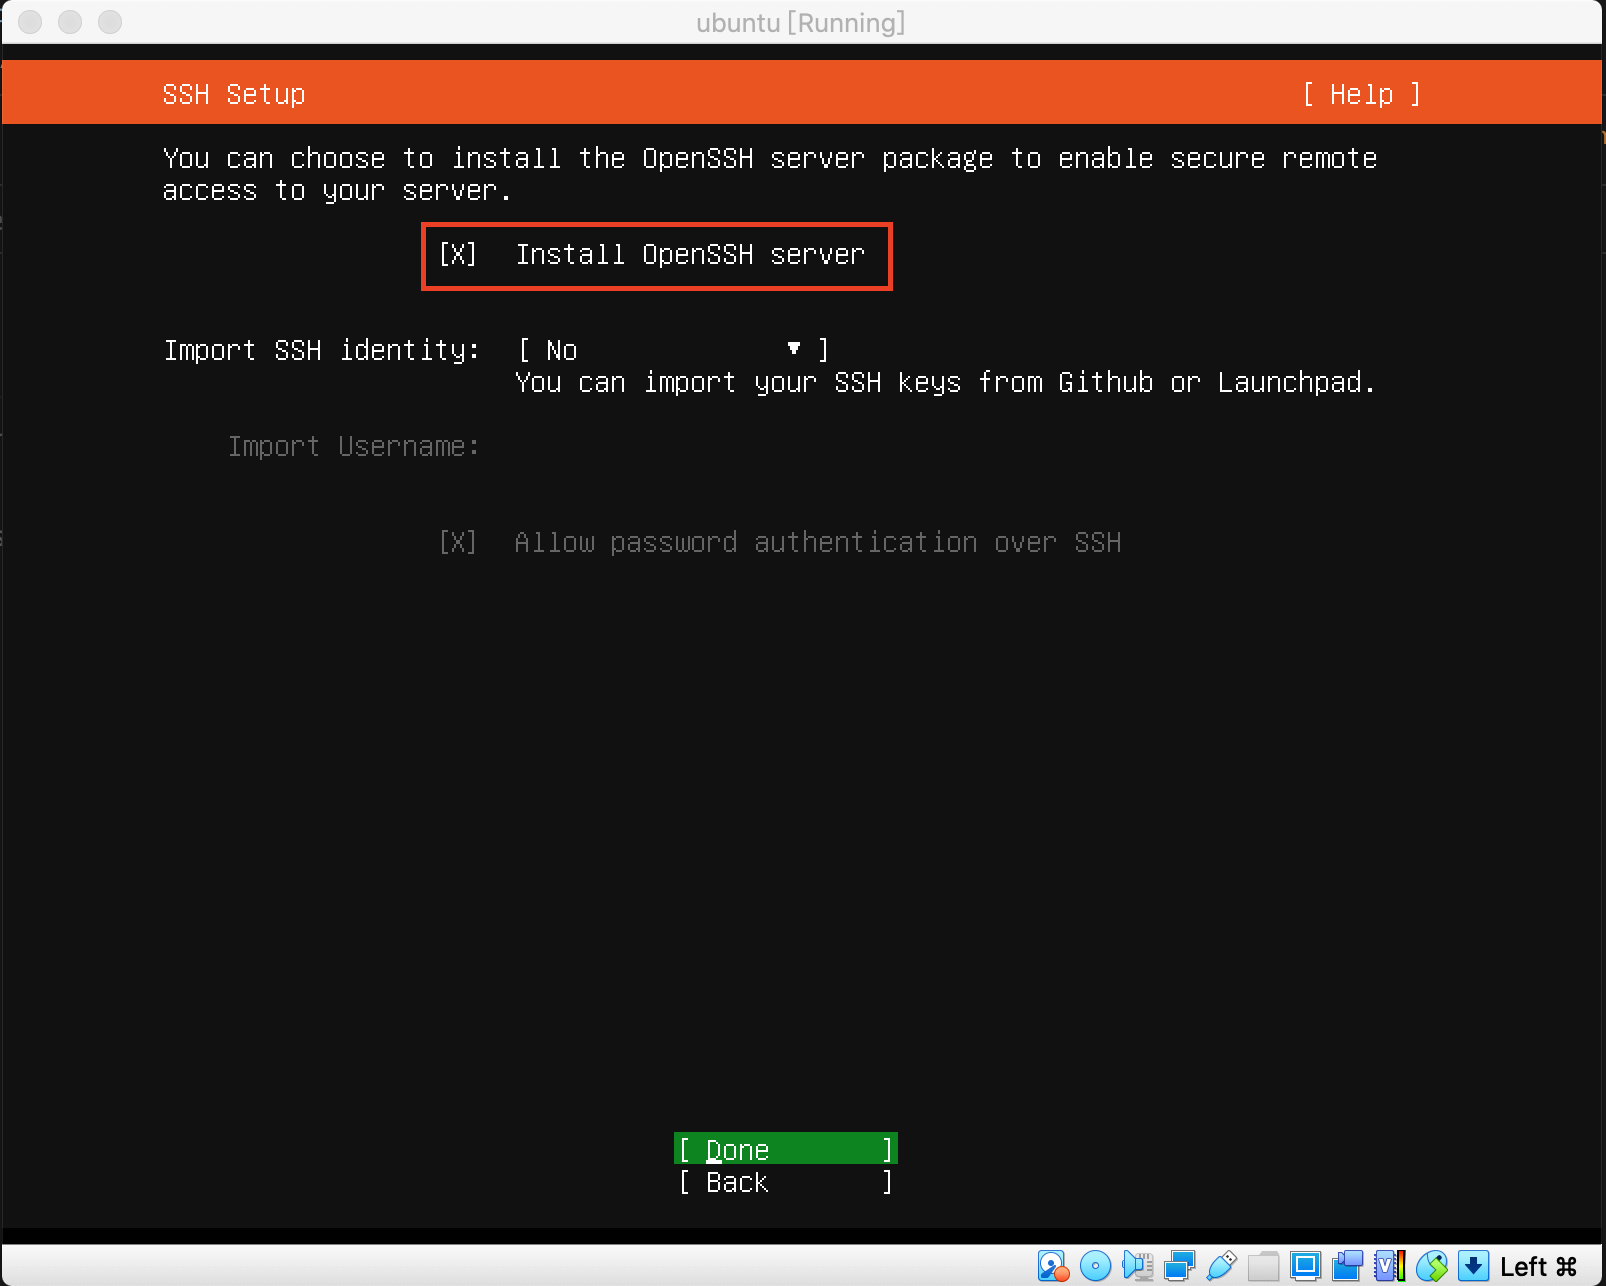 ubuntu [Running]
SSH Setup [ Help ]
You can choose to install the OpenSSH server package to enable secure remote
access to your server.
[X] Install OpenSSH server
Import SSH identity: [ No ▾ ]
You can import your SSH keys from Github or Launchpad.
Import Username:
[X] Allow password authentication over SSH
[ Done ]
[ Back ]
Left ⌘